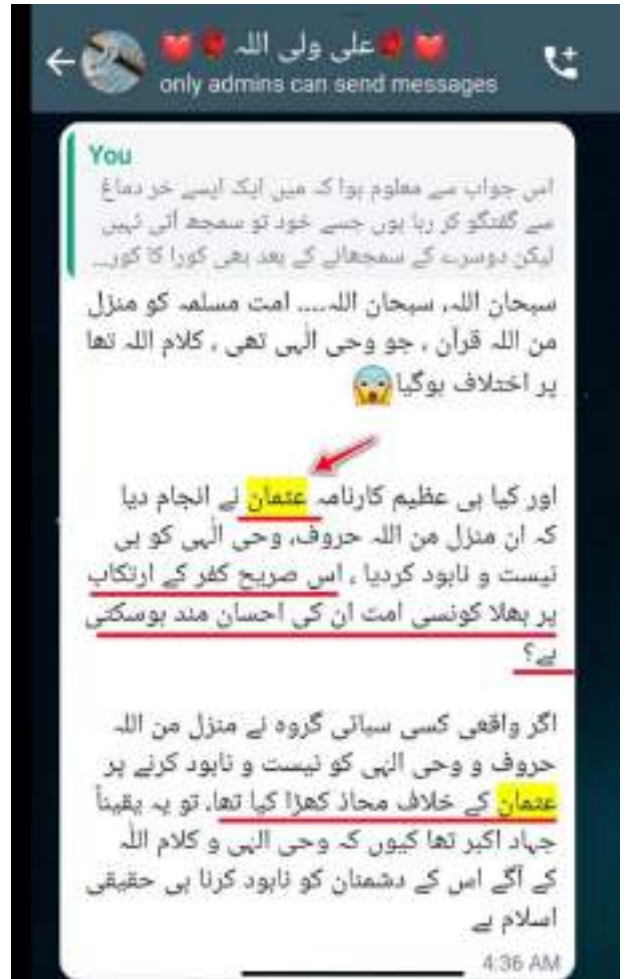 علی ولی اللہ
only admins can send messages
You
اس جواب سے معلوم ہوا کہ میں ایک ایسے خر دماغ
سے گفتگو کر رہا ہوں جسے خود تو سمجھ آتی نہیں
لیکن دوسرے کے سمجھانے کے بعد بھی کورا کا کور...
سبحان اللہ، سبحان اللہ.... امت مسلمہ کو منزل
من اللہ قرآن ، جو وحی الٰہی تھی ، کلام اللہ تھا
پر اختلاف ہوگیا😱
اور کیا ہی عظیم کارنامہ عثمان نے انجام دیا
کہ ان منزل من اللہ حروف، وحی الٰہی کو ہی
نیست و نابود کردیا ، اس صریح کفر کے ارتکاب
پر بھلا کونسی امت ان کی احسان مند ہوسکتی
ہے؟
اگر واقعی کسی سبائی گروہ نے منزل من اللہ
حروف و وحی الہی کو نیست و نابود کرنے پر
عثمان کے خلاف محاذ کھڑا کیا تھا، تو یہ یقیناً
جہاد اکبر تھا کیوں کہ وحی الہی و کلام اللہ
کے آگے اس کے دشمنان کو نابود کرنا ہی حقیقی
اسلام ہے
4:36 AM